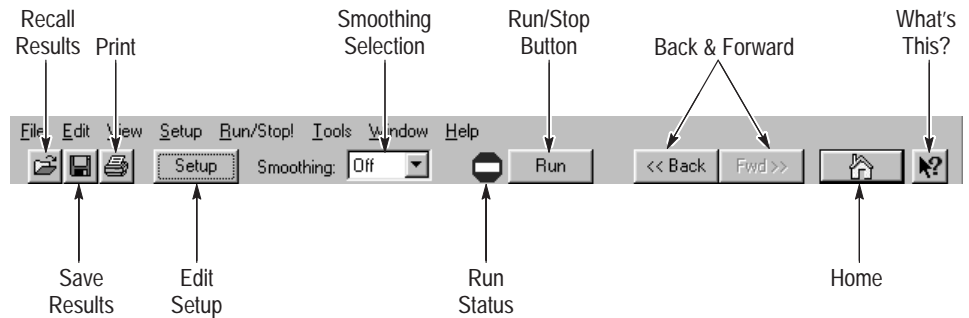 Recall
Results
Print
Smoothing
Selection
Run/Stop
Button
Back & Forward
What's
This?
File Edit View Setup Run/Stop! Tools Window Help
Setup Smoothing: Off Run << Back Fwd >> ?
Save
Results
Edit
Setup
Run
Status
Home